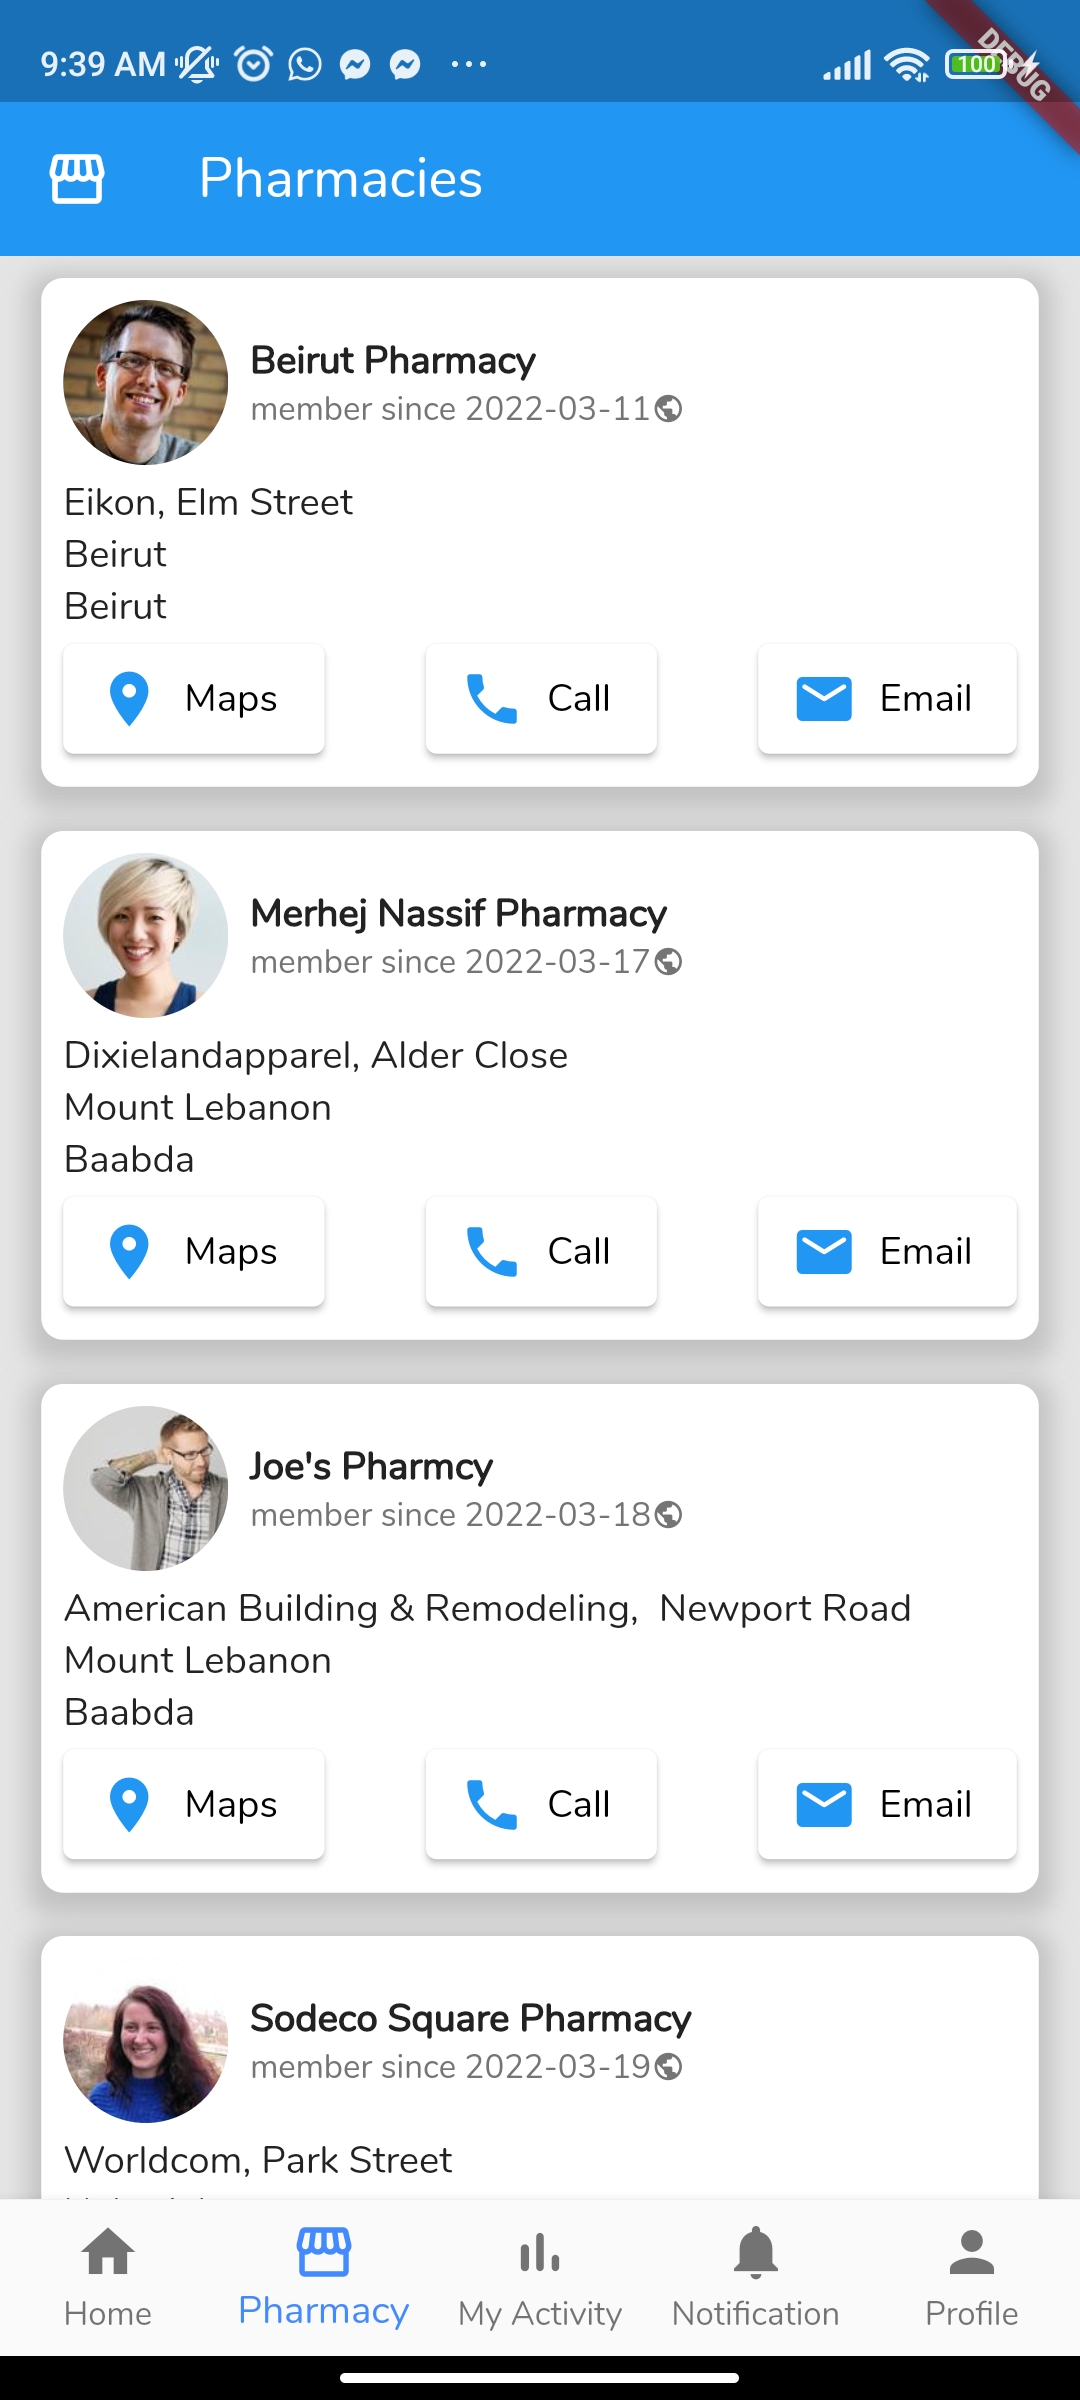 9:39 AM
100
DEBUG
Pharmacies
Beirut Pharmacy
member since 2022-03-11
Eikon, Elm Street
Beirut
Beirut
Maps Call Email
Merhej Nassif Pharmacy
member since 2022-03-17
Dixielandapparel, Alder Close
Mount Lebanon
Baabda
Maps Call Email
Joe's Pharmcy
member since 2022-03-18
American Building & Remodeling,  Newport Road
Mount Lebanon
Baabda
Maps Call Email
Sodeco Square Pharmacy
member since 2022-03-19
Worldcom, Park Street
Home Pharmacy My Activity Notification Profile